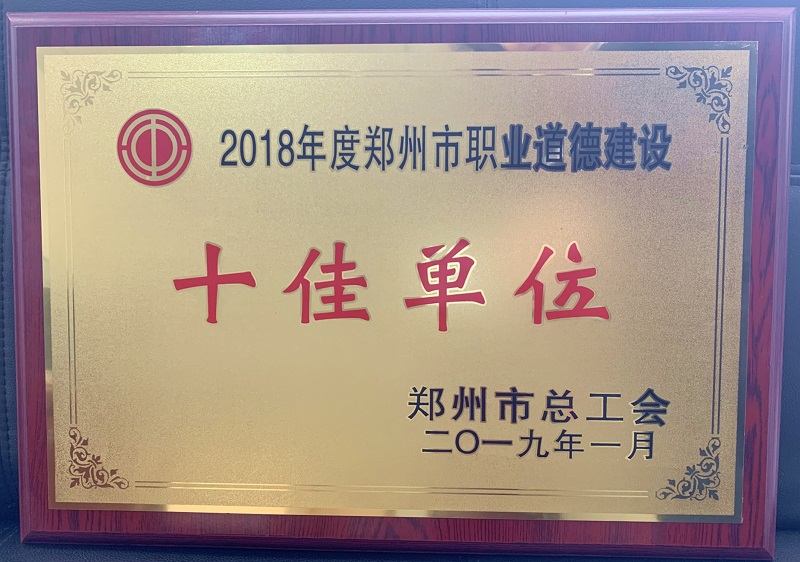 2018年度郑州市职业道德建设
十佳单位
郑州市总工会
二〇一九年一月